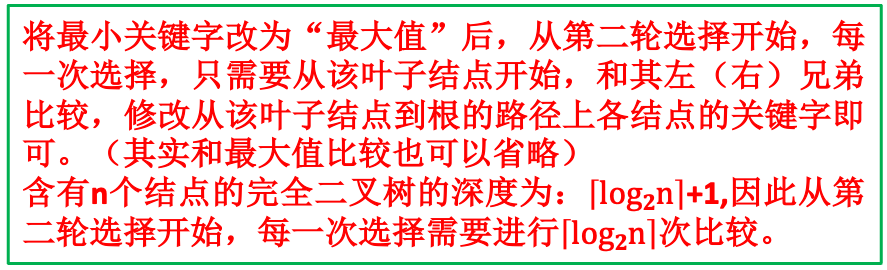 将最小关键字改为“最大值”后，从第二轮选择开始，每
一次选择，只需要从该叶子结点开始，和其左（右）兄弟
比较，修改从该叶子结点到根的路径上各结点的关键字即
可。（其实和最大值比较也可以省略）
含有n个结点的完全二叉树的深度为：⌈log₂n⌉+1,因此从第
二轮选择开始，每一次选择需要进行⌈log₂n⌉次比较。